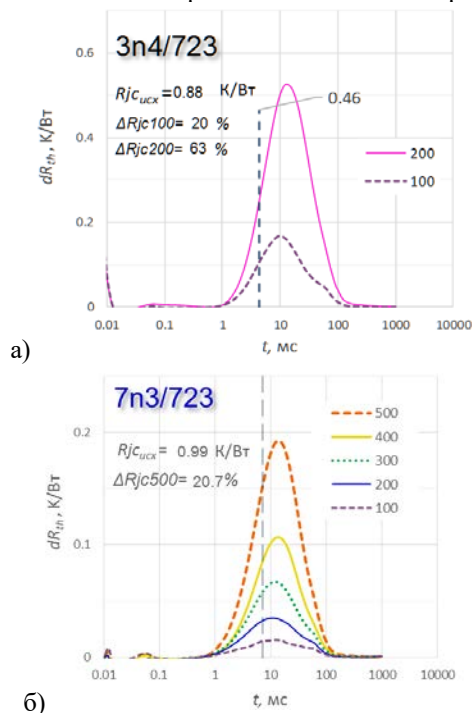 3n4/723
Rjcисх=0.88 К/Вт
ΔRjc100= 20 %
ΔRjc200= 63 %
0.46
200
100
dRth, К/Вт
0.6
0.4
0.2
0
0.01 0.1 1 10 100 1000 10000
t, мс
а)
7n3/723
Rjcисх= 0.99 К/Вт
ΔRjc500= 20.7%
500
400
300
200
100
dRth, К/Вт
0.2
0.1
0
0.01 0.1 1 10 100 1000 10000
t, мс
б)